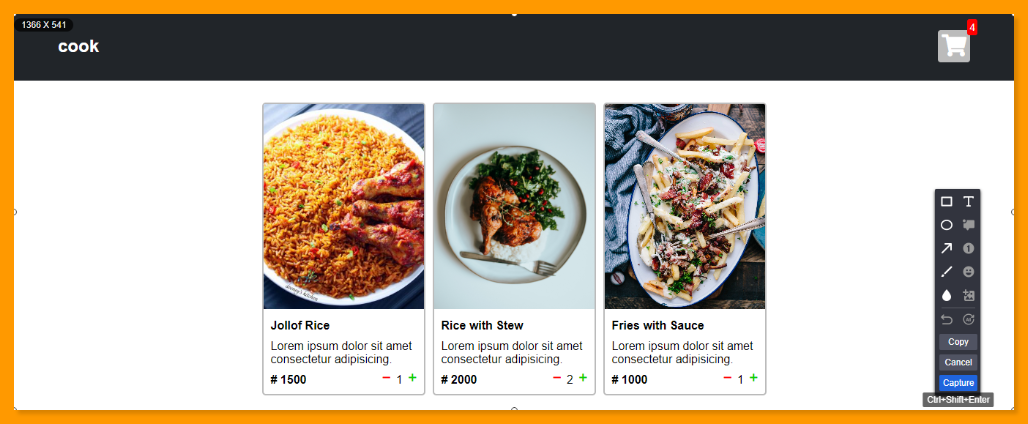 1366 X 541
cook
4
Jollof Rice
Lorem ipsum dolor sit amet
consectetur adipisicing.
# 1500
− 1 +
Rice with Stew
Lorem ipsum dolor sit amet
consectetur adipisicing.
# 2000
− 2 +
Fries with Sauce
Lorem ipsum dolor sit amet
consectetur adipisicing.
# 1000
− 1 +
T
1
Copy
Cancel
Capture
Ctrl+Shift+Enter